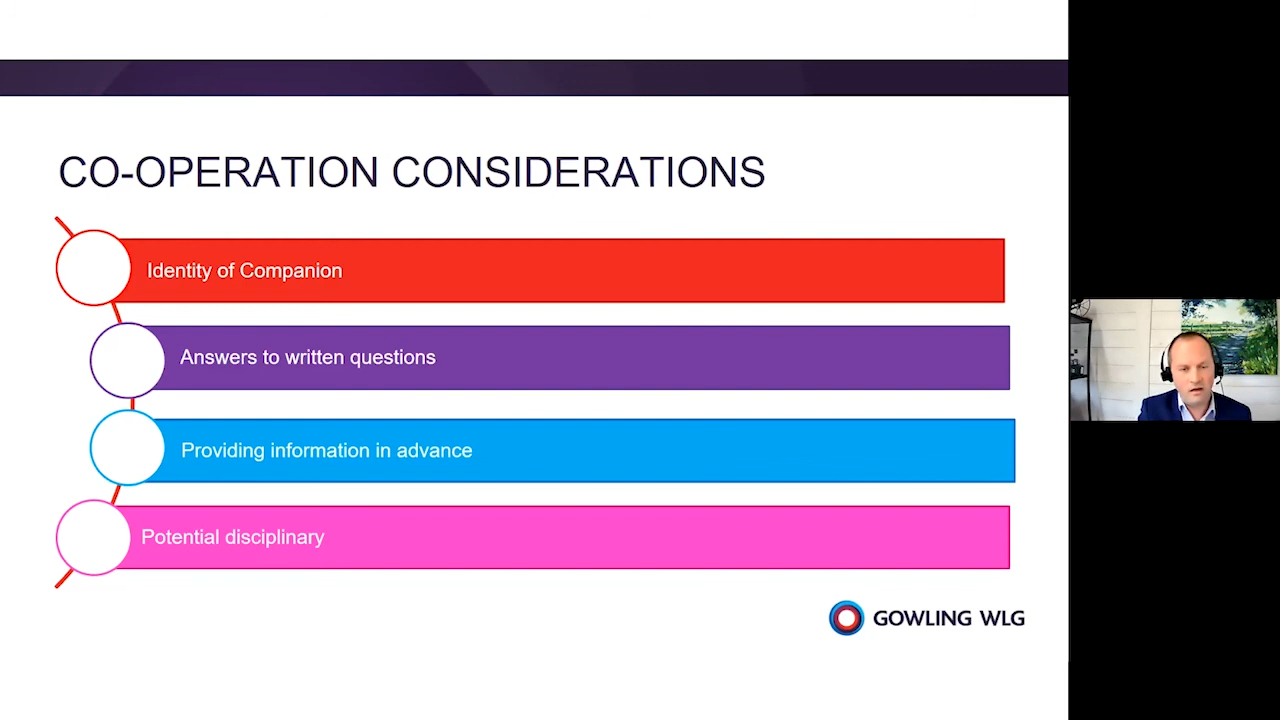 CO-OPERATION CONSIDERATIONS
Identity of Companion
Answers to written questions
Providing information in advance
Potential disciplinary
GOWLING WLG